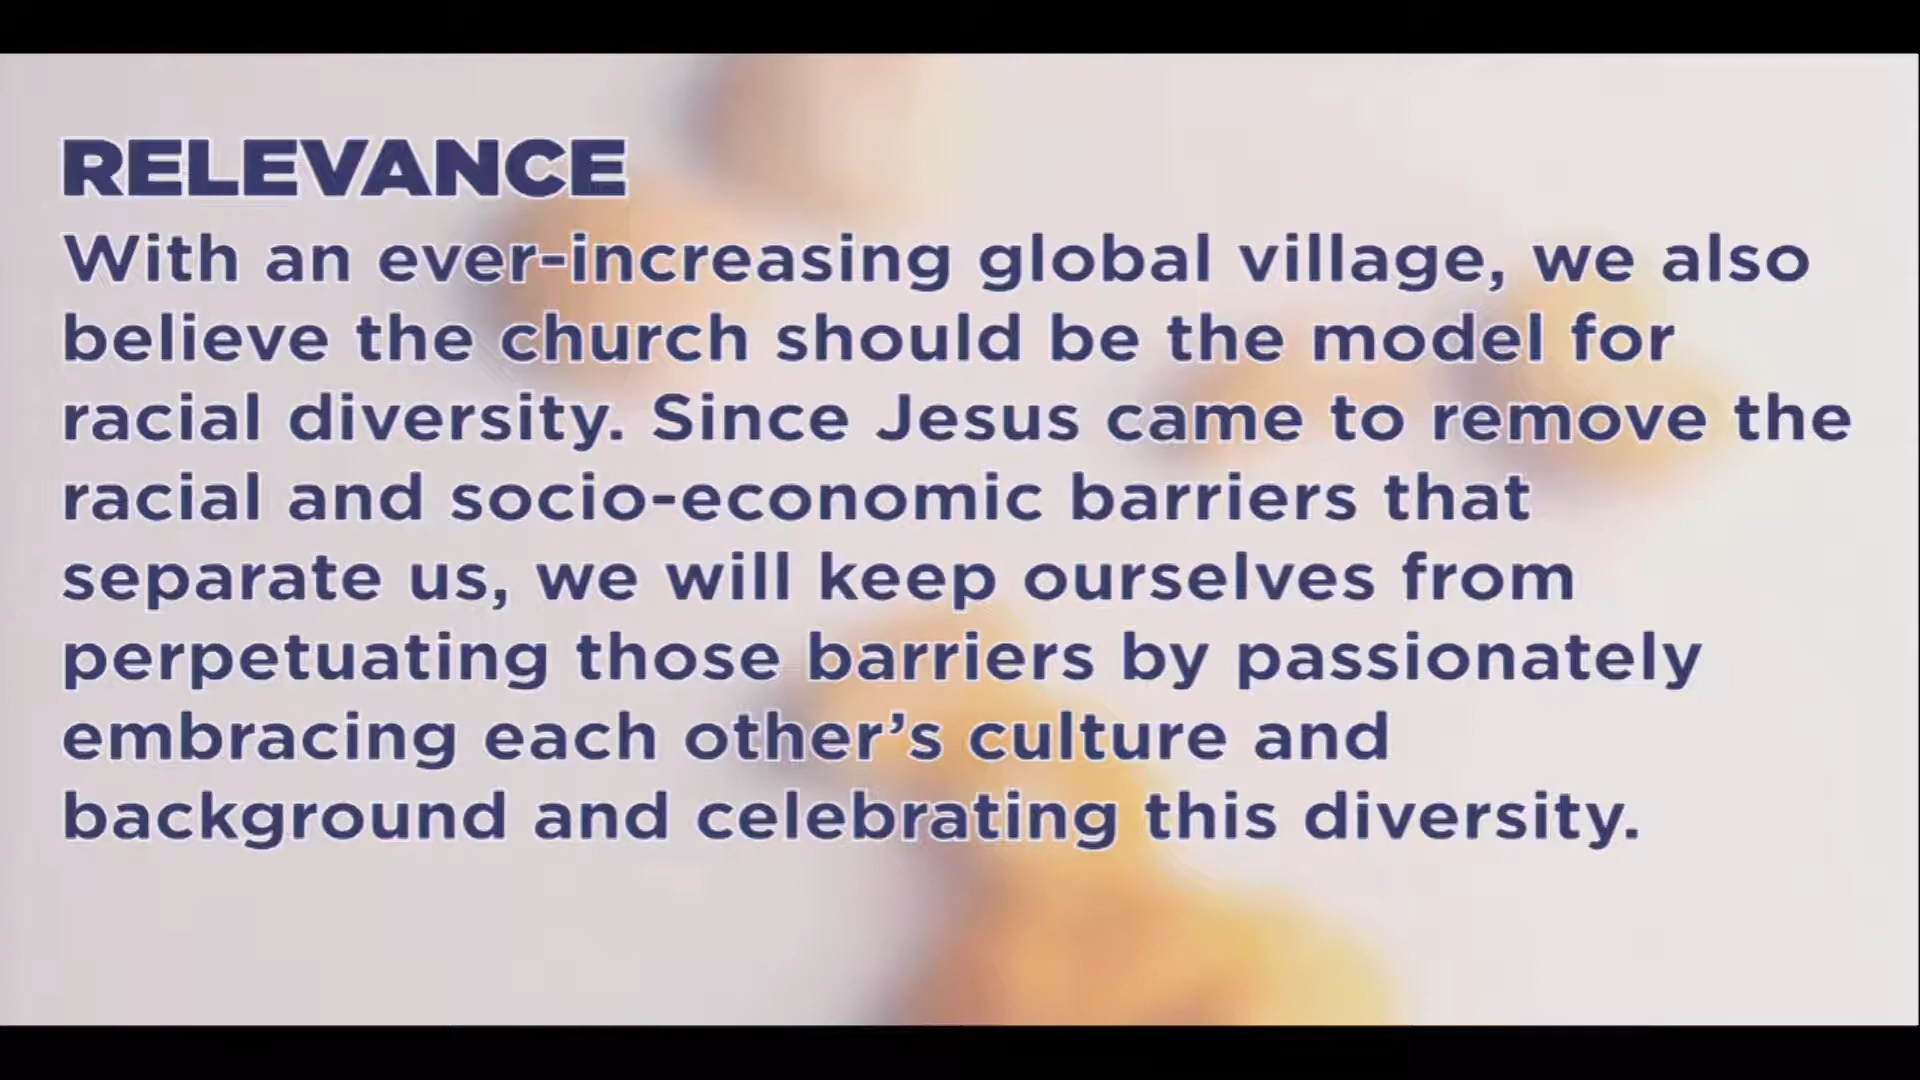 RELEVANCE
With an ever-increasing global village, we also
believe the church should be the model for
racial diversity. Since Jesus came to remove the
racial and socio-economic barriers that
separate us, we will keep ourselves from
perpetuating those barriers by passionately
embracing each other’s culture and
background and celebrating this diversity.